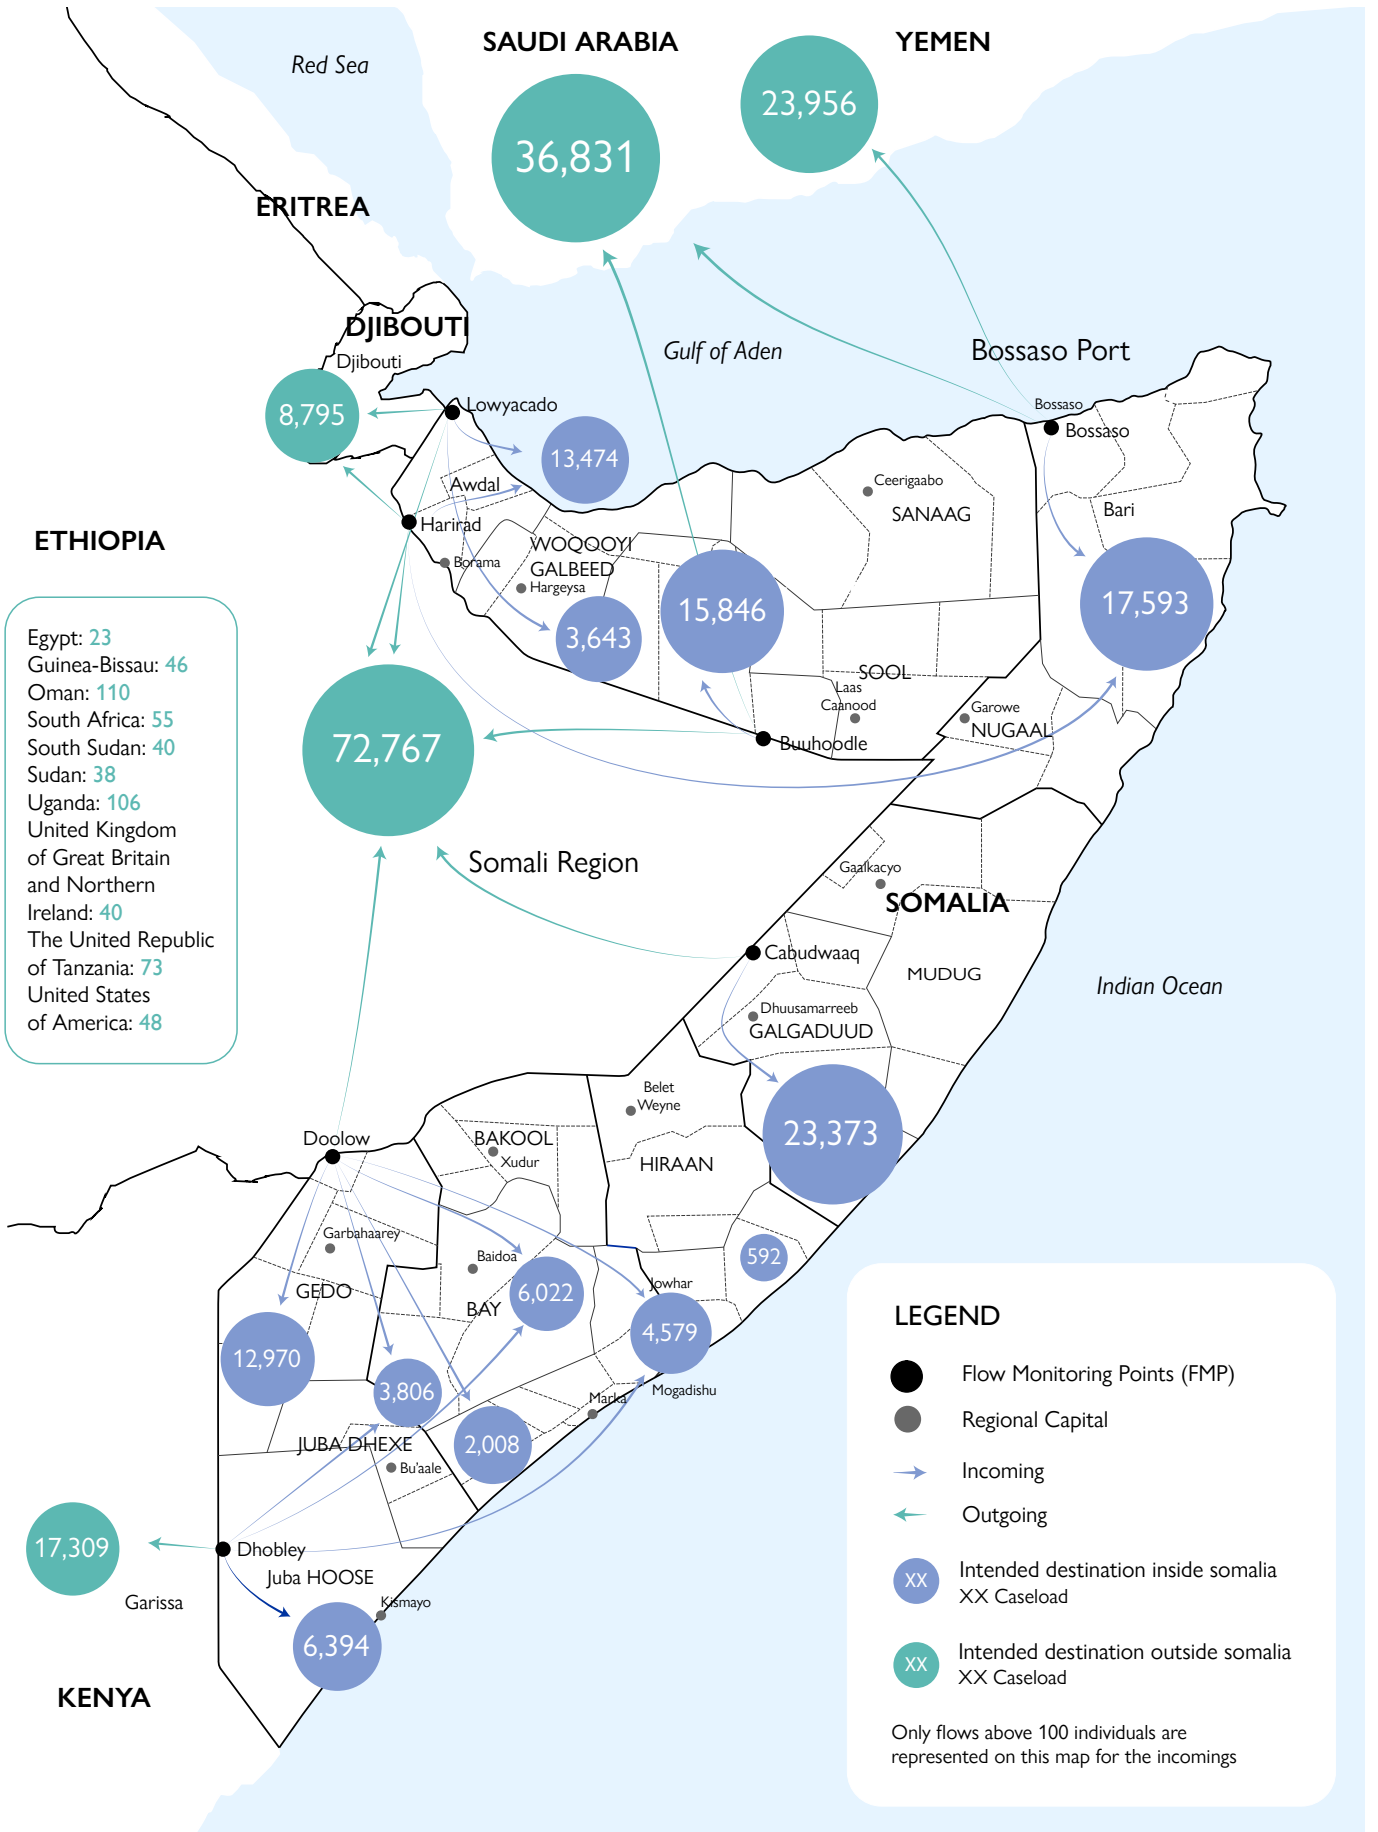 SAUDI ARABIA
YEMEN
Red Sea
23,956
36,831
ERITREA
DJIBOUTI
Djibouti
Gulf of Aden
Bossaso Port
8,795
Lowyacado
Bossaso
Bossaso
13,474
Awdal
Ceerigaabo
SANAAG
Bari
Harirad
ETHIOPIA
WOQOOYI
GALBEED
Borama
Hargeysa
15,846
17,593
3,643
Egypt: 23
Guinea-Bissau: 46
Oman: 110
South Africa: 55
South Sudan: 40
Sudan: 38
Uganda: 106
United Kingdom
of Great Britain
and Northern
Ireland: 40
The United Republic
of Tanzania: 73
United States
of America: 48
SOOL
Laas
Caanood
Garowe
NUGAAL
72,767
Buuhoodle
Somali Region
Gaalkacyo
SOMALIA
Cabudwaaq
MUDUG
Indian Ocean
Dhuusamarreeb
GALGADUUD
Belet
Weyne
23,373
Doolow
BAKOOL
Xudur
HIRAAN
Garbahaarey
Baidoa
592
GEDO
BAY
6,022
Jowhar
4,579
12,970
3,806
Marka
Mogadishu
JUBA DHEXE
2,008
Bu'aale
17,309
Dhobley
Juba HOOSE
Garissa
Kismayo
6,394
KENYA
LEGEND
Flow Monitoring Points (FMP)
Regional Capital
Incoming
Outgoing
XX
Intended destination inside somalia
XX Caseload
XX
Intended destination outside somalia
XX Caseload
Only flows above 100 individuals are
represented on this map for the incomings